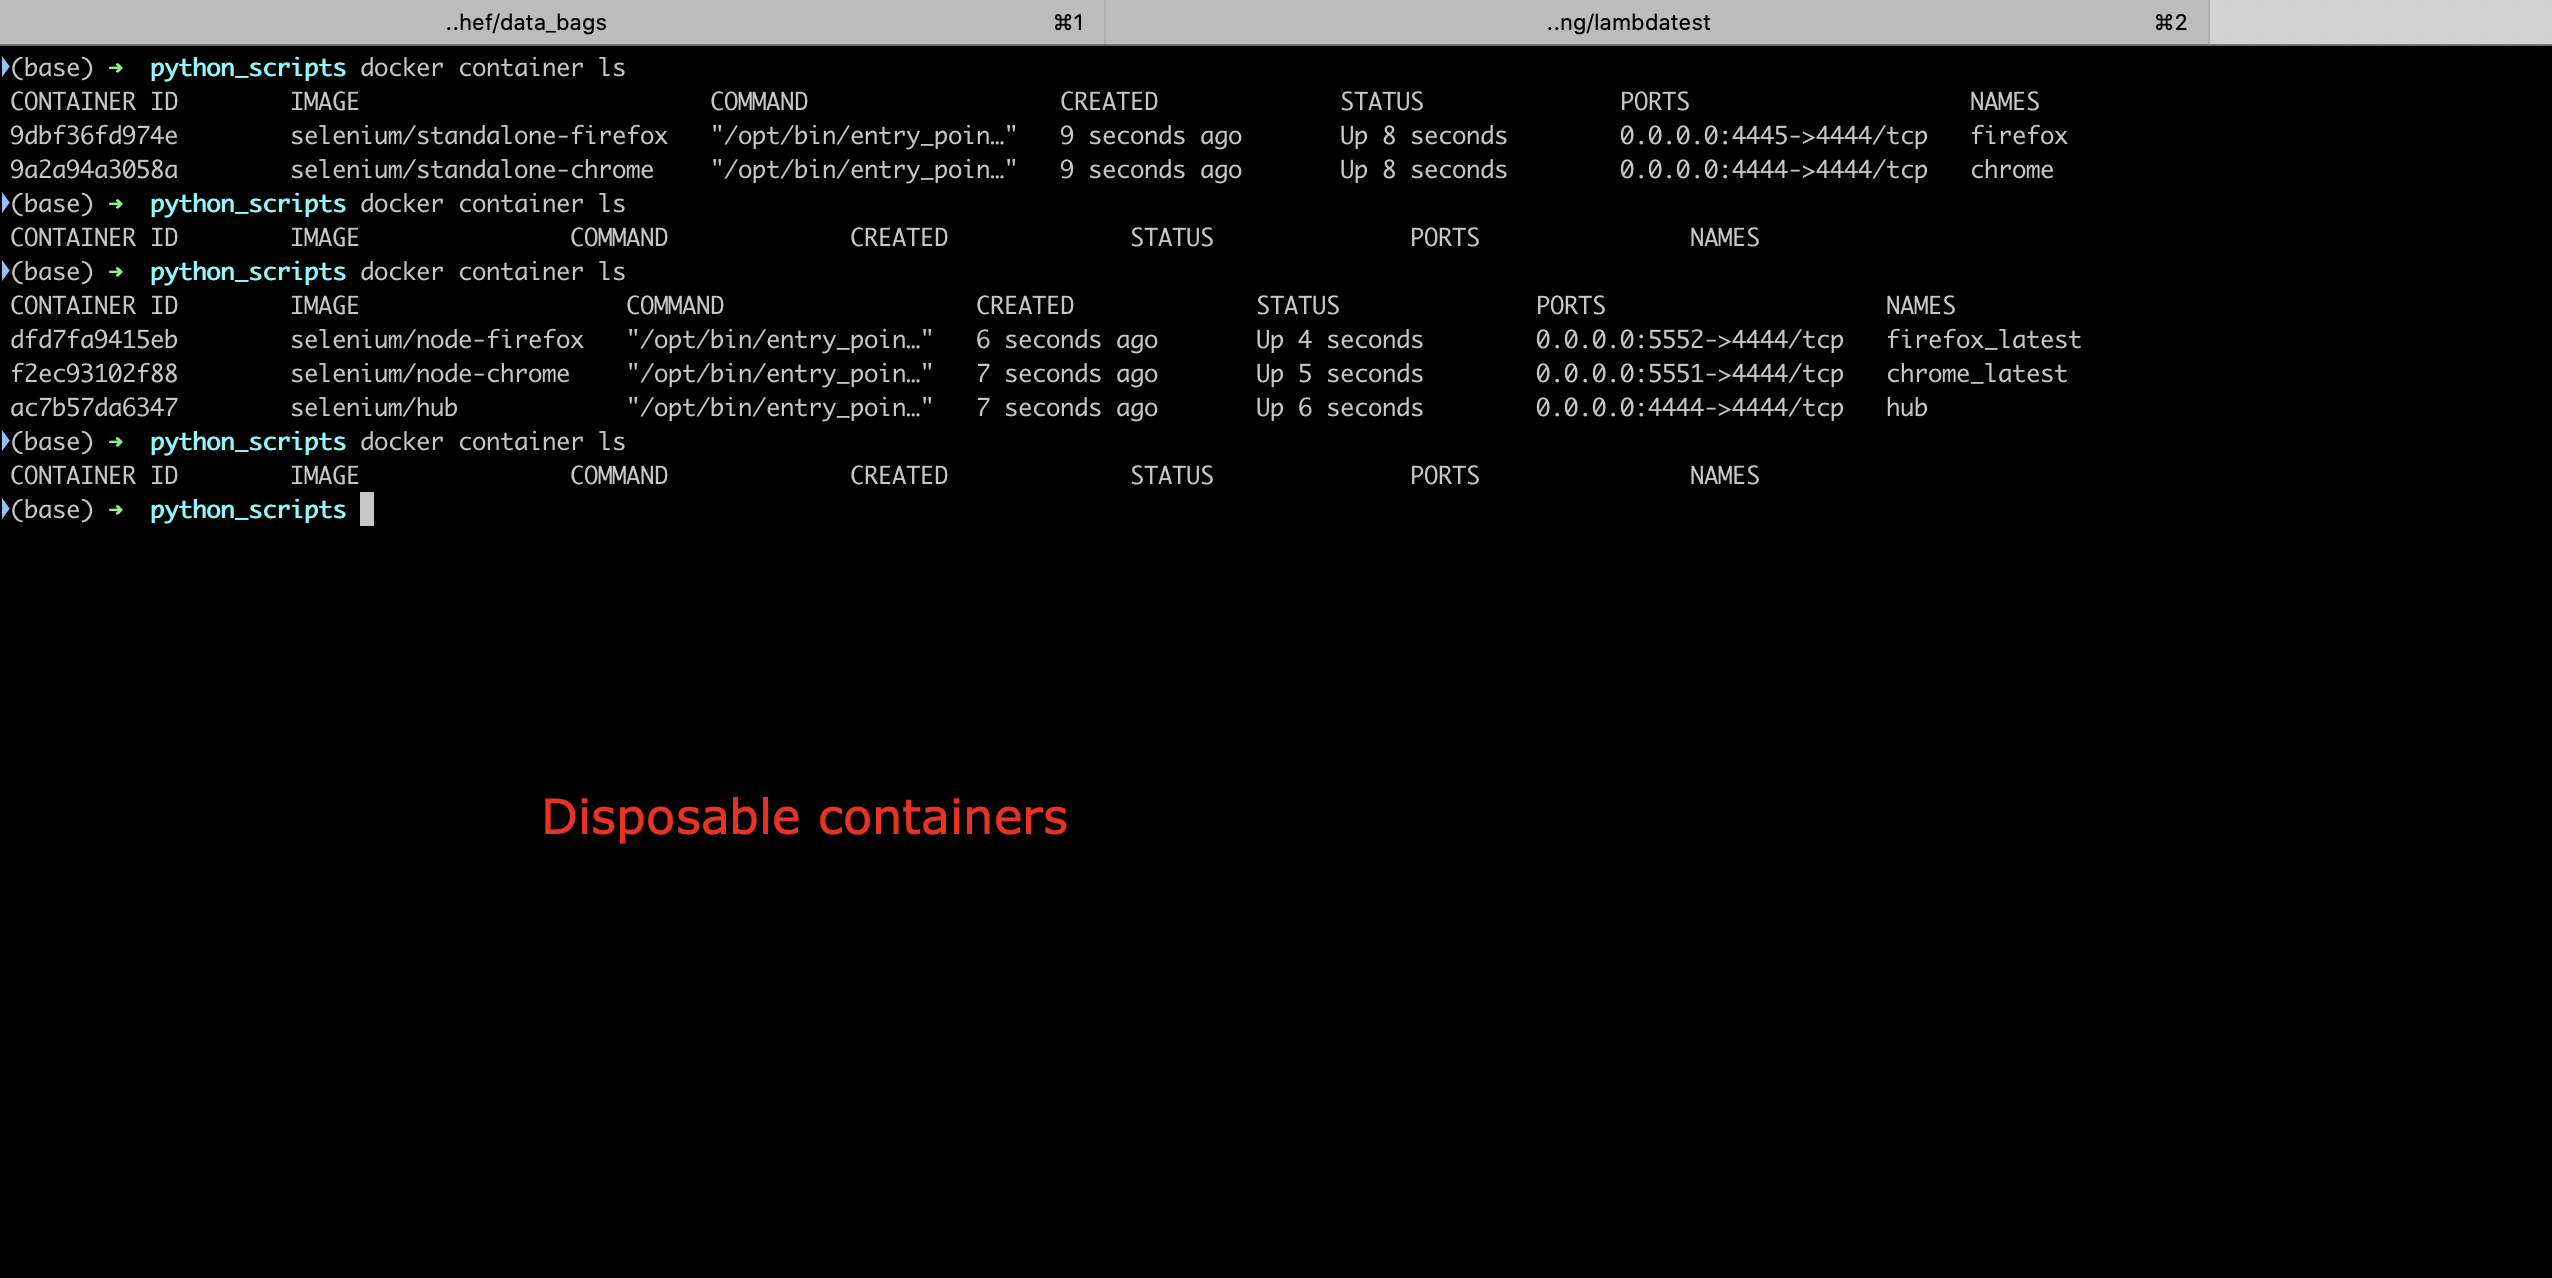 ..hef/data_bags ⌘1 ..ng/lambdatest ⌘2
(base) ➜ python_scripts docker container ls
CONTAINER ID IMAGE COMMAND CREATED STATUS PORTS NAMES
9dbf36fd974e selenium/standalone-firefox "/opt/bin/entry_poin…" 9 seconds ago Up 8 seconds 0.0.0.0:4445->4444/tcp firefox
9a2a94a3058a selenium/standalone-chrome "/opt/bin/entry_poin…" 9 seconds ago Up 8 seconds 0.0.0.0:4444->4444/tcp chrome
(base) ➜ python_scripts docker container ls
CONTAINER ID IMAGE COMMAND CREATED STATUS PORTS NAMES
(base) ➜ python_scripts docker container ls
CONTAINER ID IMAGE COMMAND CREATED STATUS PORTS NAMES
dfd7fa9415eb selenium/node-firefox "/opt/bin/entry_poin…" 6 seconds ago Up 4 seconds 0.0.0.0:5552->4444/tcp firefox_latest
f2ec93102f88 selenium/node-chrome "/opt/bin/entry_poin…" 7 seconds ago Up 5 seconds 0.0.0.0:5551->4444/tcp chrome_latest
ac7b57da6347 selenium/hub "/opt/bin/entry_poin…" 7 seconds ago Up 6 seconds 0.0.0.0:4444->4444/tcp hub
(base) ➜ python_scripts docker container ls
CONTAINER ID IMAGE COMMAND CREATED STATUS PORTS NAMES
(base) ➜ python_scripts
Disposable containers